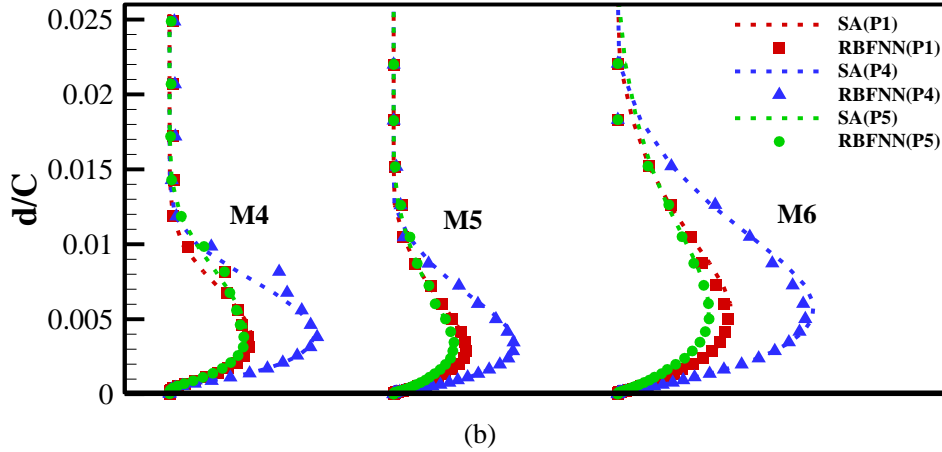 0.025
0.02
0.015
0.01
0.005
0
d/C
M4
M5
M6
SA(P1)
RBFNN(P1)
SA(P4)
RBFNN(P4)
SA(P5)
RBFNN(P5)
(b)